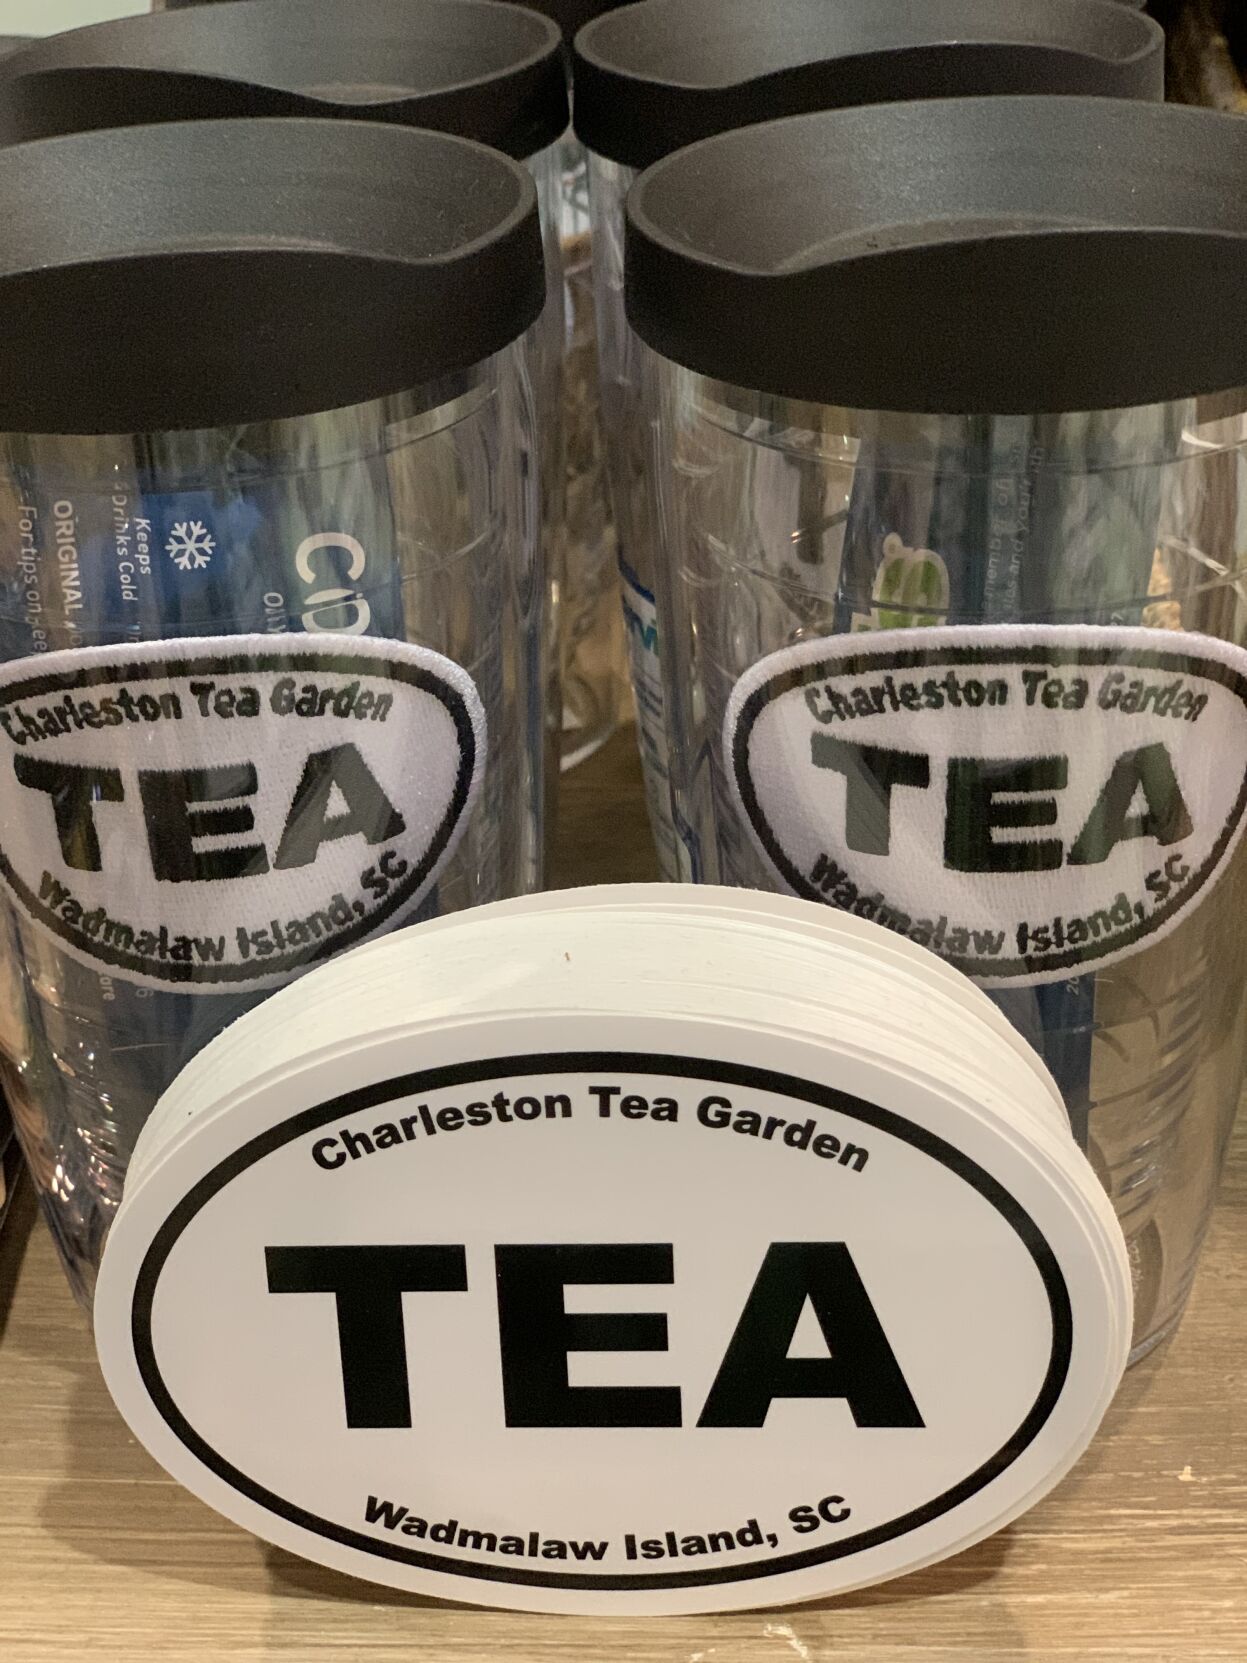 Keeps
Drinks Cold
ORIGINAL
Charleston Tea Garden
TEA
Wadmalaw Island, SC
Charleston Tea Garden
TEA
Wadmalaw Island, SC
Charleston Tea Garden
TEA
Wadmalaw Island, SC